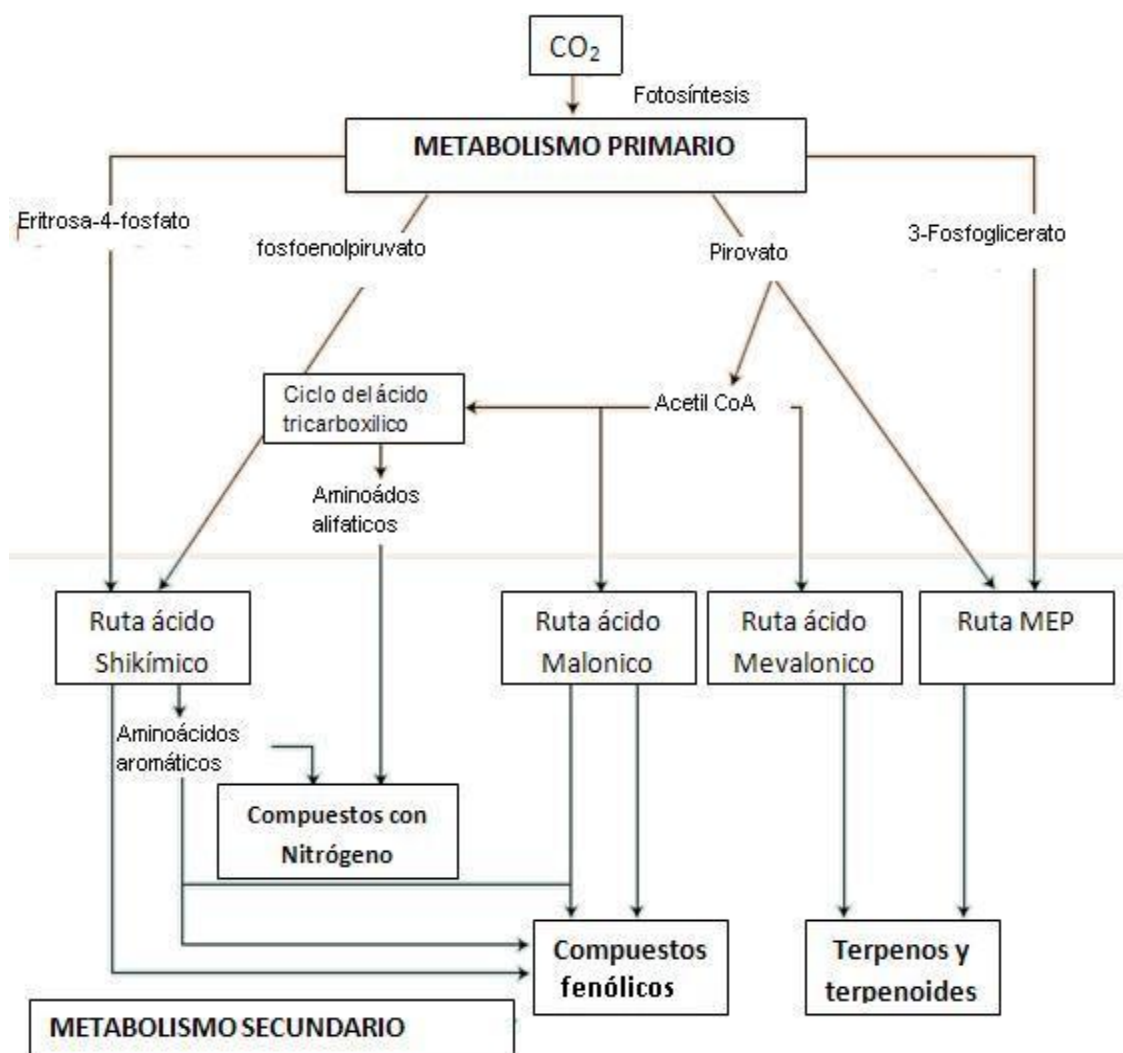 CO₂
Fotosíntesis
METABOLISMO PRIMARIO
Eritrosa-4-fosfato
fosfoenolpiruvato
Pirovato
3-Fosfoglicerato
Ciclo del ácido
tricarboxilico
Acetil CoA
Aminoádos
alifaticos
Ruta ácido
Shikímico
Ruta ácido
Malonico
Ruta ácido
Mevalonico
Ruta MEP
Aminoácidos
aromáticos
Compuestos con
Nitrógeno
Compuestos
fenólicos
Terpenos y
terpenoides
METABOLISMO SECUNDARIO